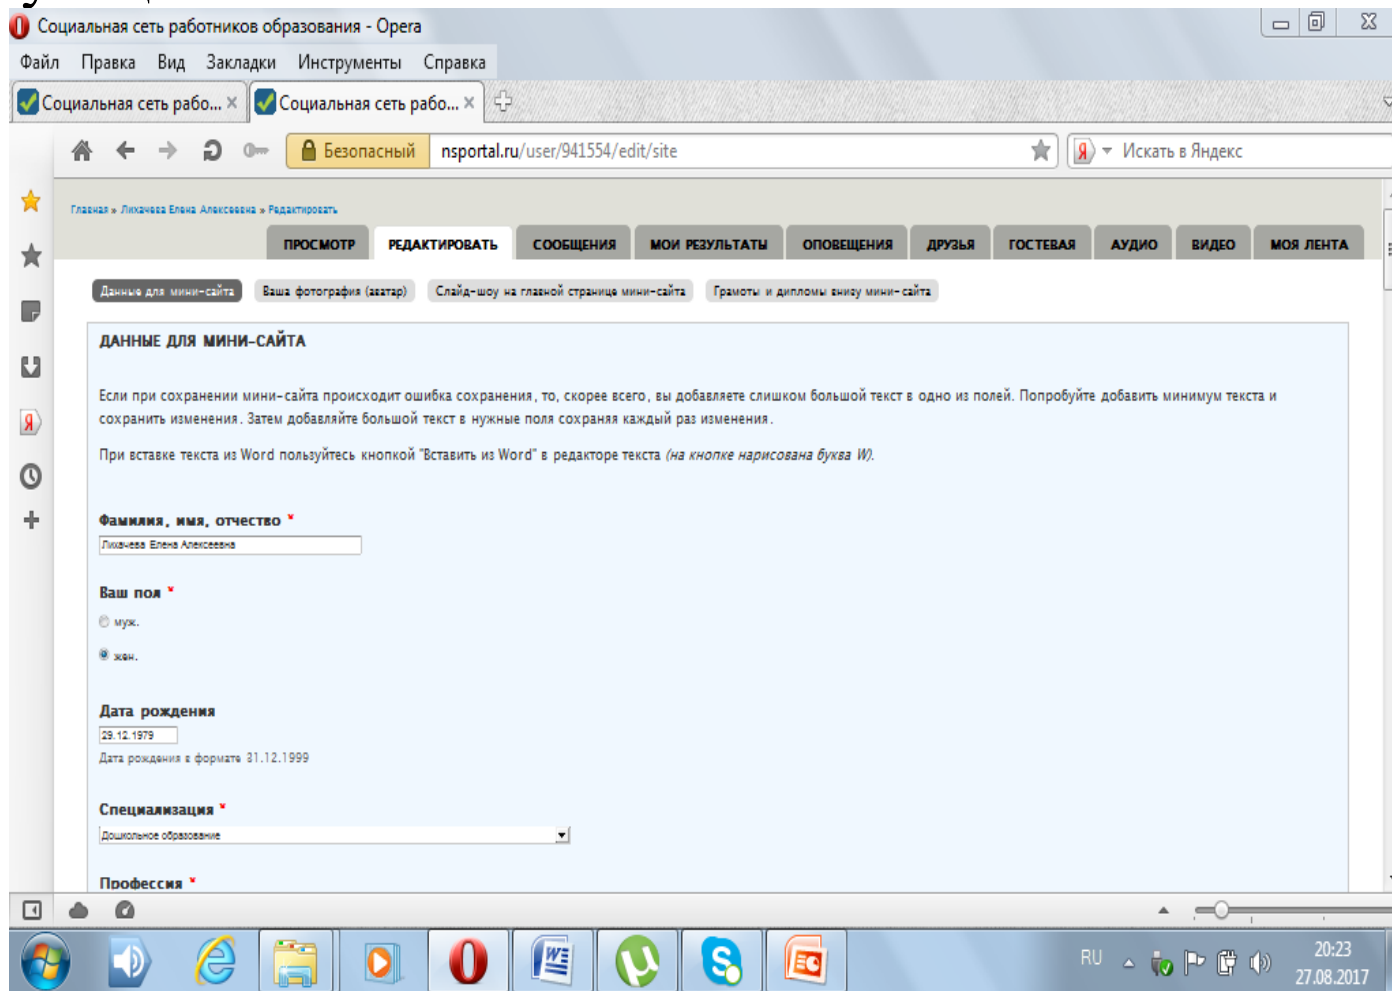 Социальная сеть работников образования - Opera
Файл Правка Вид Закладки Инструменты Справка
Социальная сеть рабо... Социальная сеть рабо...
Безопасный nsportal.ru/user/941554/edit/site Искать в Яндекс
Главная » Лихачева Елена Алексеевна » Редактировать
ПРОСМОТР РЕДАКТИРОВАТЬ СООБЩЕНИЯ МОИ РЕЗУЛЬТАТЫ ОПОВЕЩЕНИЯ ДРУЗЬЯ ГОСТЕВАЯ АУДИО ВИДЕО МОЯ ЛЕНТА
Данные для мини-сайта Ваша фотография (аватар) Слайд-шоу на главной странице мини-сайта Грамоты и дипломы внизу мини-сайта
ДАННЫЕ ДЛЯ МИНИ-САЙТА
Если при сохранении мини-сайта происходит ошибка сохранения, то, скорее всего, вы добавляете слишком большой текст в одно из полей. Попробуйте добавить минимум текста и
сохранить изменения. Затем добавляйте большой текст в нужные поля сохраняя каждый раз изменения.
При вставке текста из Word пользуйтесь кнопкой "Вставить из Word" в редакторе текста (на кнопке нарисована буква W).
Фамилия, имя, отчество *
Лихачева Елена Алексеевна
Ваш пол *
муж.
жен.
Дата рождения
29.12.1979
Дата рождения в формате 31.12.1999
Специализация *
Дошкольное образование
Профессия *
RU 20:23
27.08.2017